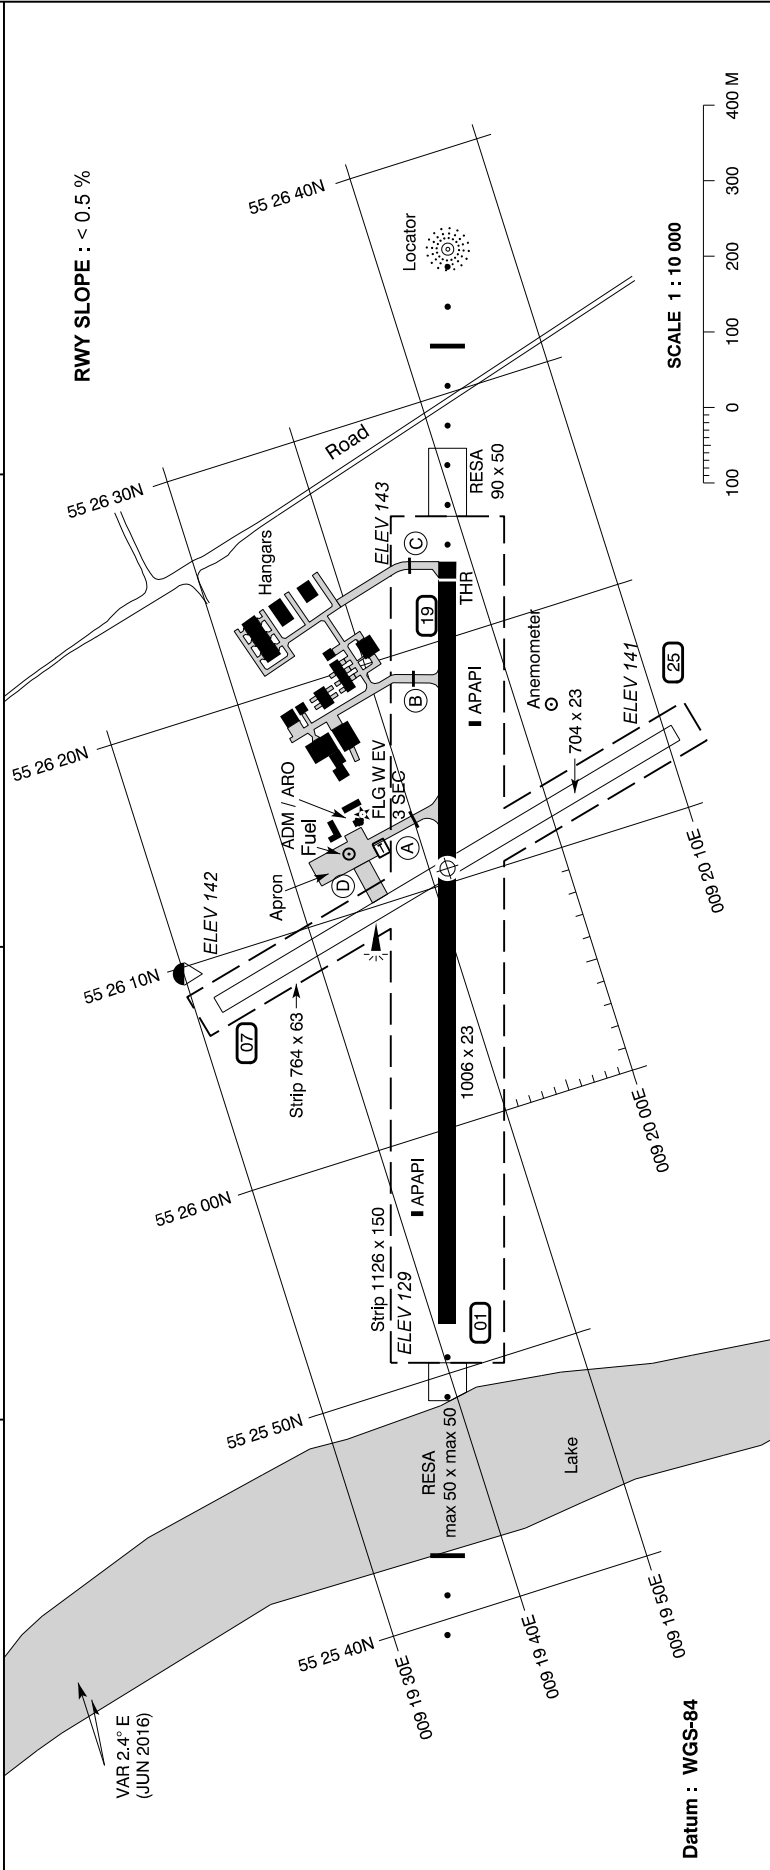 RWY SLOPE : < 0.5 %
55 26 40N
Locator
SCALE 1 : 10 000
100
0
100
200
300
400 M
55 26 30N
Road
RESA
90 x 50
Hangars
ELEV 143
C
THR
19
55 26 20N
B
APAPI
Anemometer
ELEV 141
25
704 x 23
ADM / ARO
Fuel
FLG W EV
3 SEC
T
A
D
Apron
ELEV 142
009 20 10E
55 26 10N
07
Strip 764 x 63
1006 x 23
009 20 00E
55 26 00N
APAPI
Strip 1126 x 150
ELEV 129
01
55 25 50N
RESA
max 50 x max 50
Lake
55 25 40N
009 19 30E
009 19 40E
009 19 50E
VAR 2.4° E
(JUN 2016)
Datum : WGS-84